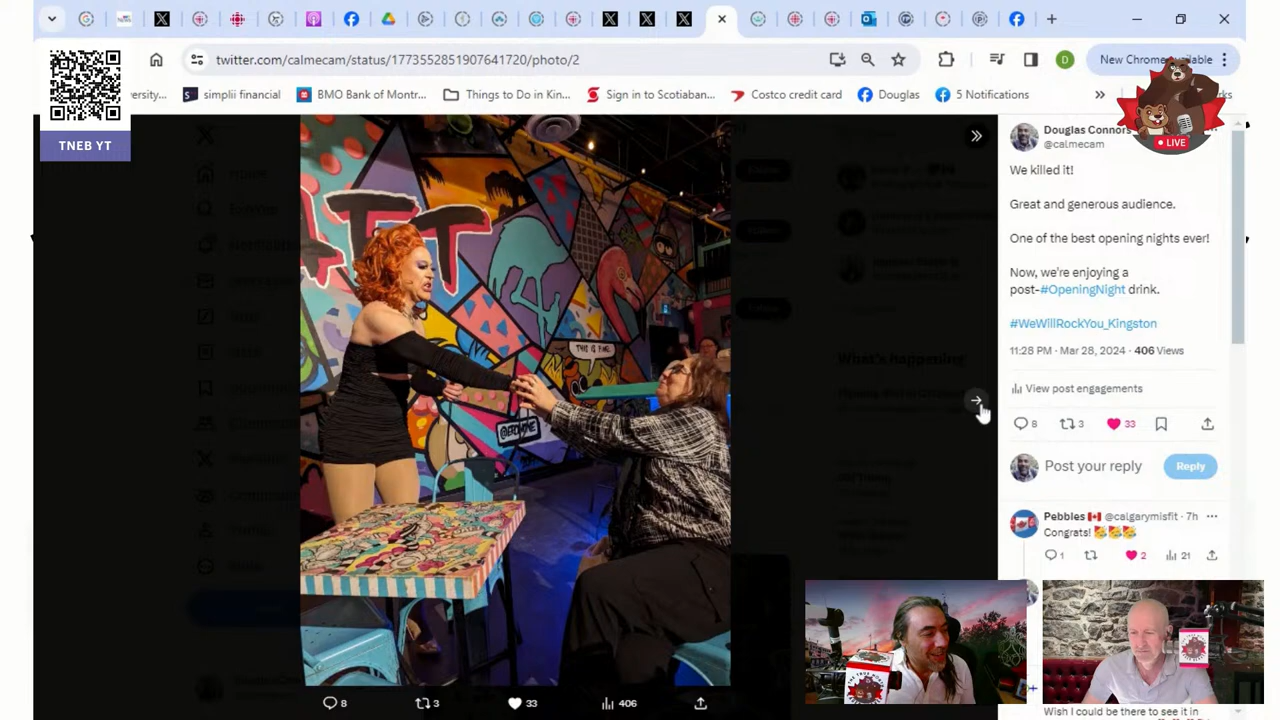 twitter.com/calmecam/status/1773552851907641720/photo/2
New Chrome available
ersity...
simplii financial
BMO Bank of Montr...
Things to Do in Kin...
Sign in to Scotiaban...
Costco credit card
Douglas
5 Notifications
TNEB YT
LIVE
Douglas Connors
@calmecam
We killed it!
Great and generous audience.
One of the best opening nights ever!
Now, we're enjoying a
post-#OpeningNight drink.
#WeWillRockYou_Kingston
11:28 PM · Mar 28, 2024 · 406 Views
View post engagements
8 3 33
Post your reply
Reply
Pebbles @calgarymisfit · 7h
Congrats!
1 2 21
What's happening
THIS IS FINE.
8 3 33 406
Wish I could be there to see it in